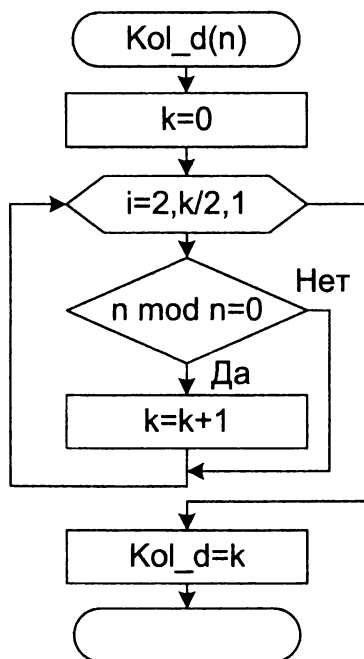 Kol_d(n)
k=0
i=2,k/2,1
Нет
n mod n=0
Да
k=k+1
Kol_d=k